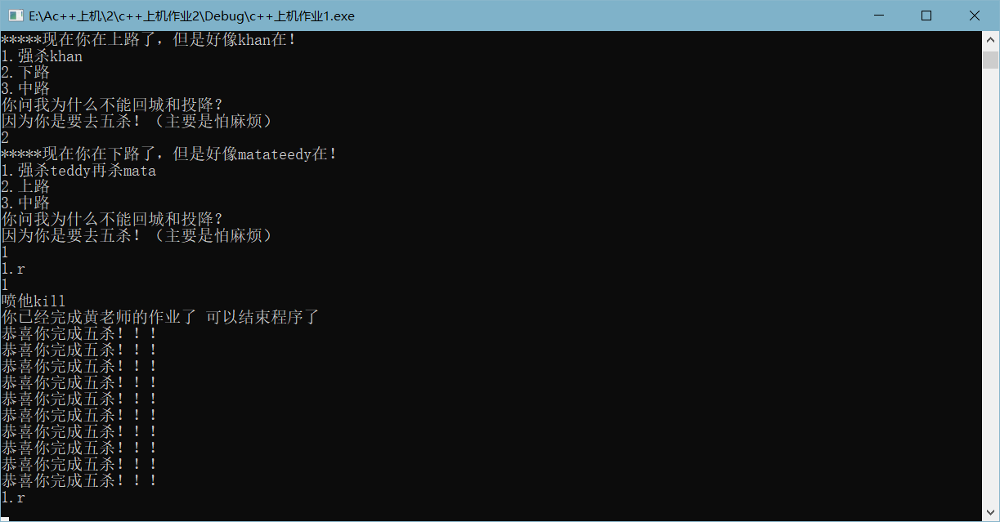 E:\Ac++上机\2\c++上机作业2\Debug\c++上机作业1.exe
*****现在你在上路了，但是好像khan在！
1.强杀khan
2.下路
3.中路
你问我为什么不能回城和投降？
因为你是要去五杀！（主要是怕麻烦）
2
*****现在你在下路了，但是好像matateedy在！
1.强杀teddy再杀mata
2.上路
3.中路
你问我为什么不能回城和投降？
因为你是要去五杀！（主要是怕麻烦）
1
1.r
1
喷他kill
你已经完成黄老师的作业了 可以结束程序了
恭喜你完成五杀！！！
恭喜你完成五杀！！！
恭喜你完成五杀！！！
恭喜你完成五杀！！！
恭喜你完成五杀！！！
恭喜你完成五杀！！！
恭喜你完成五杀！！！
恭喜你完成五杀！！！
恭喜你完成五杀！！！
恭喜你完成五杀！！！
1.r